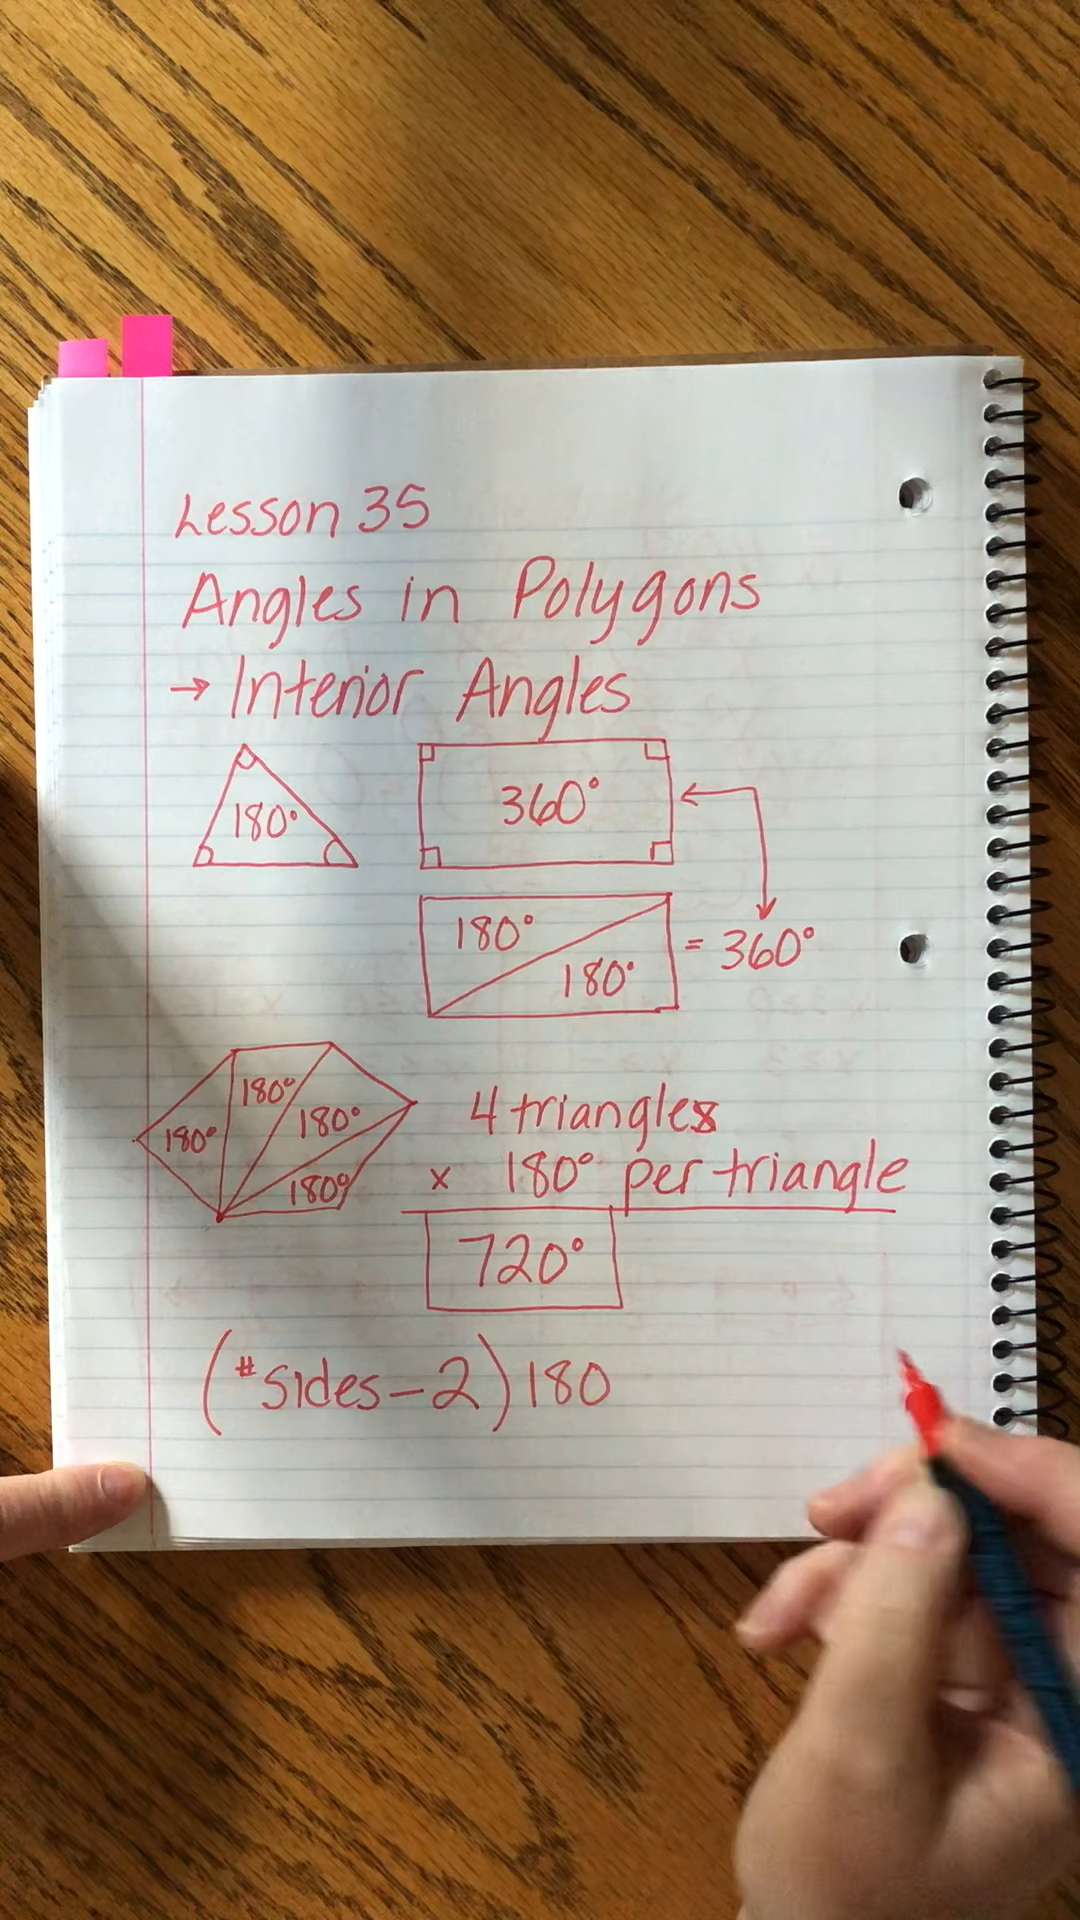 Lesson 35
Angles in Polygons
→ Interior Angles
180°
360°
180°
180°
= 360°
180°
180°
180°
180°
4 triangles
x 180° per triangle
720°
(# sides - 2) 180